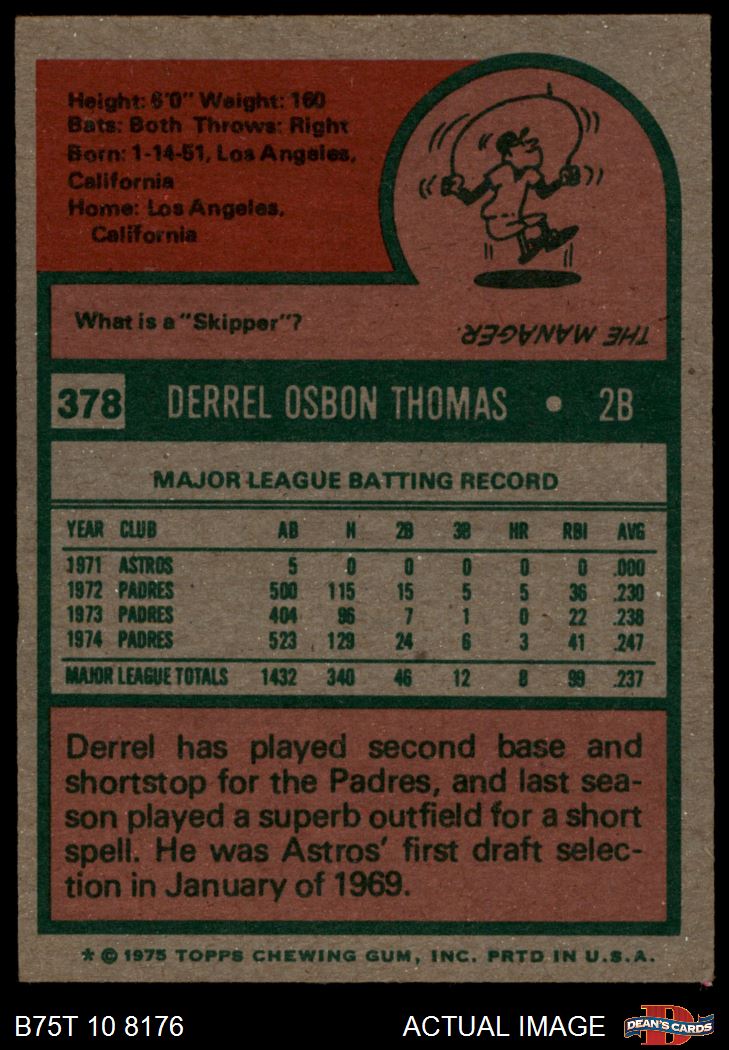 Height: 6'0" Weight: 160
Bats: Both Throws: Right
Born: 1-14-51, Los Angeles,
California
Home: Los Angeles,
California
What is a "Skipper"?
THE MANAGER.
378 DERREL OSBON THOMAS • 2B
MAJOR LEAGUE BATTING RECORD
YEAR CLUB AB H 2B 3B HR RBI AVG
1971 ASTROS 5 0 0 0 0 0 .000
1972 PADRES 500 115 15 5 5 36 .230
1973 PADRES 404 96 7 1 0 22 .238
1974 PADRES 523 129 24 6 3 41 .247
MAJOR LEAGUE TOTALS 1432 340 46 12 8 99 .237
Derrel has played second base and
shortstop for the Padres, and last sea-
son played a superb outfield for a short
spell. He was Astros' first draft selec-
tion in January of 1969.
* © 1975 TOPPS CHEWING GUM, INC. PRTD IN U.S.A.
B75T 10 8176 ACTUAL IMAGE DEAN'S CARDS